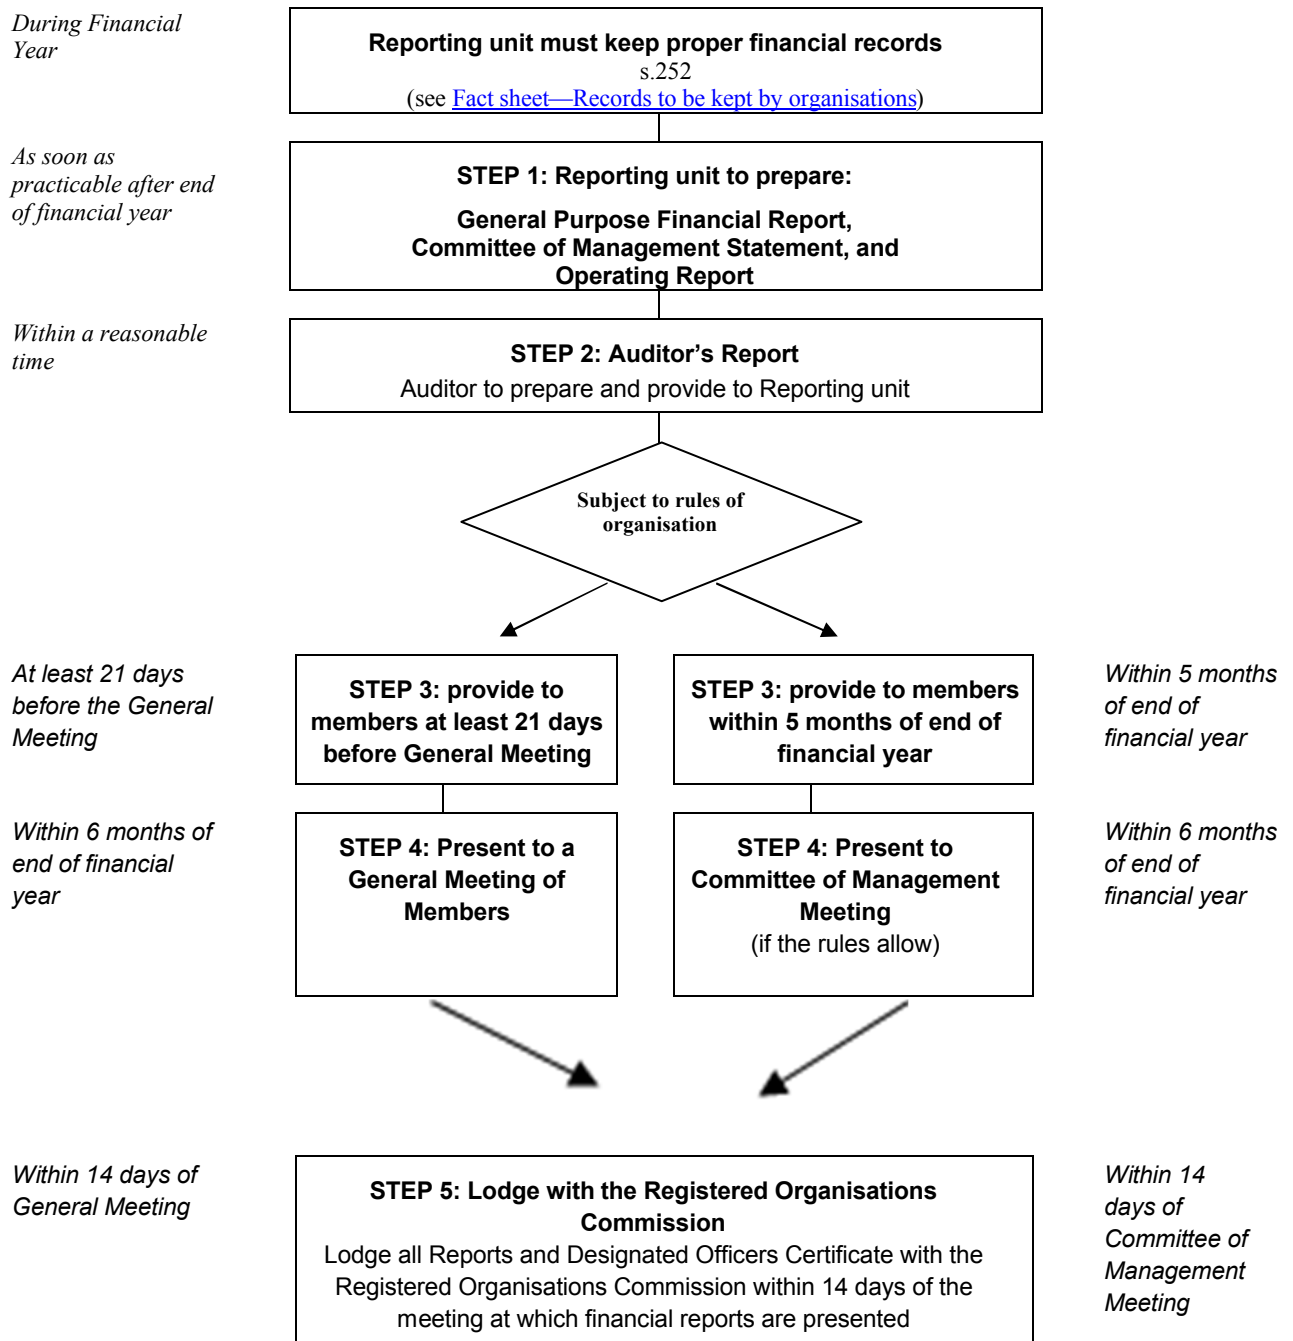 During Financial
Year
Reporting unit must keep proper financial records
s.252
(see Fact sheet—Records to be kept by organisations)
As soon as
practicable after end
of financial year
STEP 1: Reporting unit to prepare:
General Purpose Financial Report,
Committee of Management Statement, and
Operating Report
Within a reasonable
time
STEP 2: Auditor’s Report
Auditor to prepare and provide to Reporting unit
Subject to rules of
organisation
At least 21 days
before the General
Meeting
STEP 3: provide to
members at least 21 days
before General Meeting
STEP 3: provide to members
within 5 months of end of
financial year
Within 5 months
of end of
financial year
Within 6 months of
end of financial
year
STEP 4: Present to a
General Meeting of
Members
STEP 4: Present to
Committee of Management
Meeting
(if the rules allow)
Within 6 months
of end of
financial year
Within 14 days of
General Meeting
STEP 5: Lodge with the Registered Organisations
Commission
Lodge all Reports and Designated Officers Certificate with the
Registered Organisations Commission within 14 days of the
meeting at which financial reports are presented
Within 14
days of
Committee of
Management
Meeting